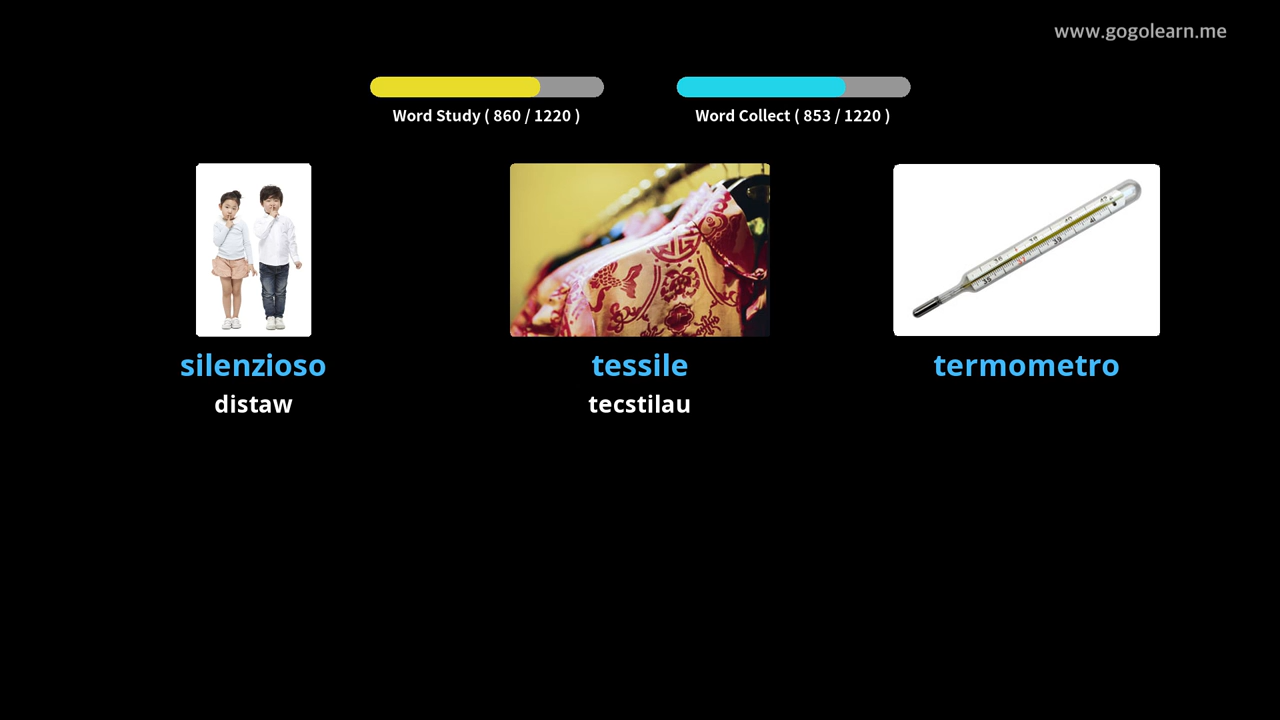 www.gogolearn.me
Word Study ( 860 / 1220 )
Word Collect ( 853 / 1220 )
silenzioso
tessile
termometro
distaw
tecstilau